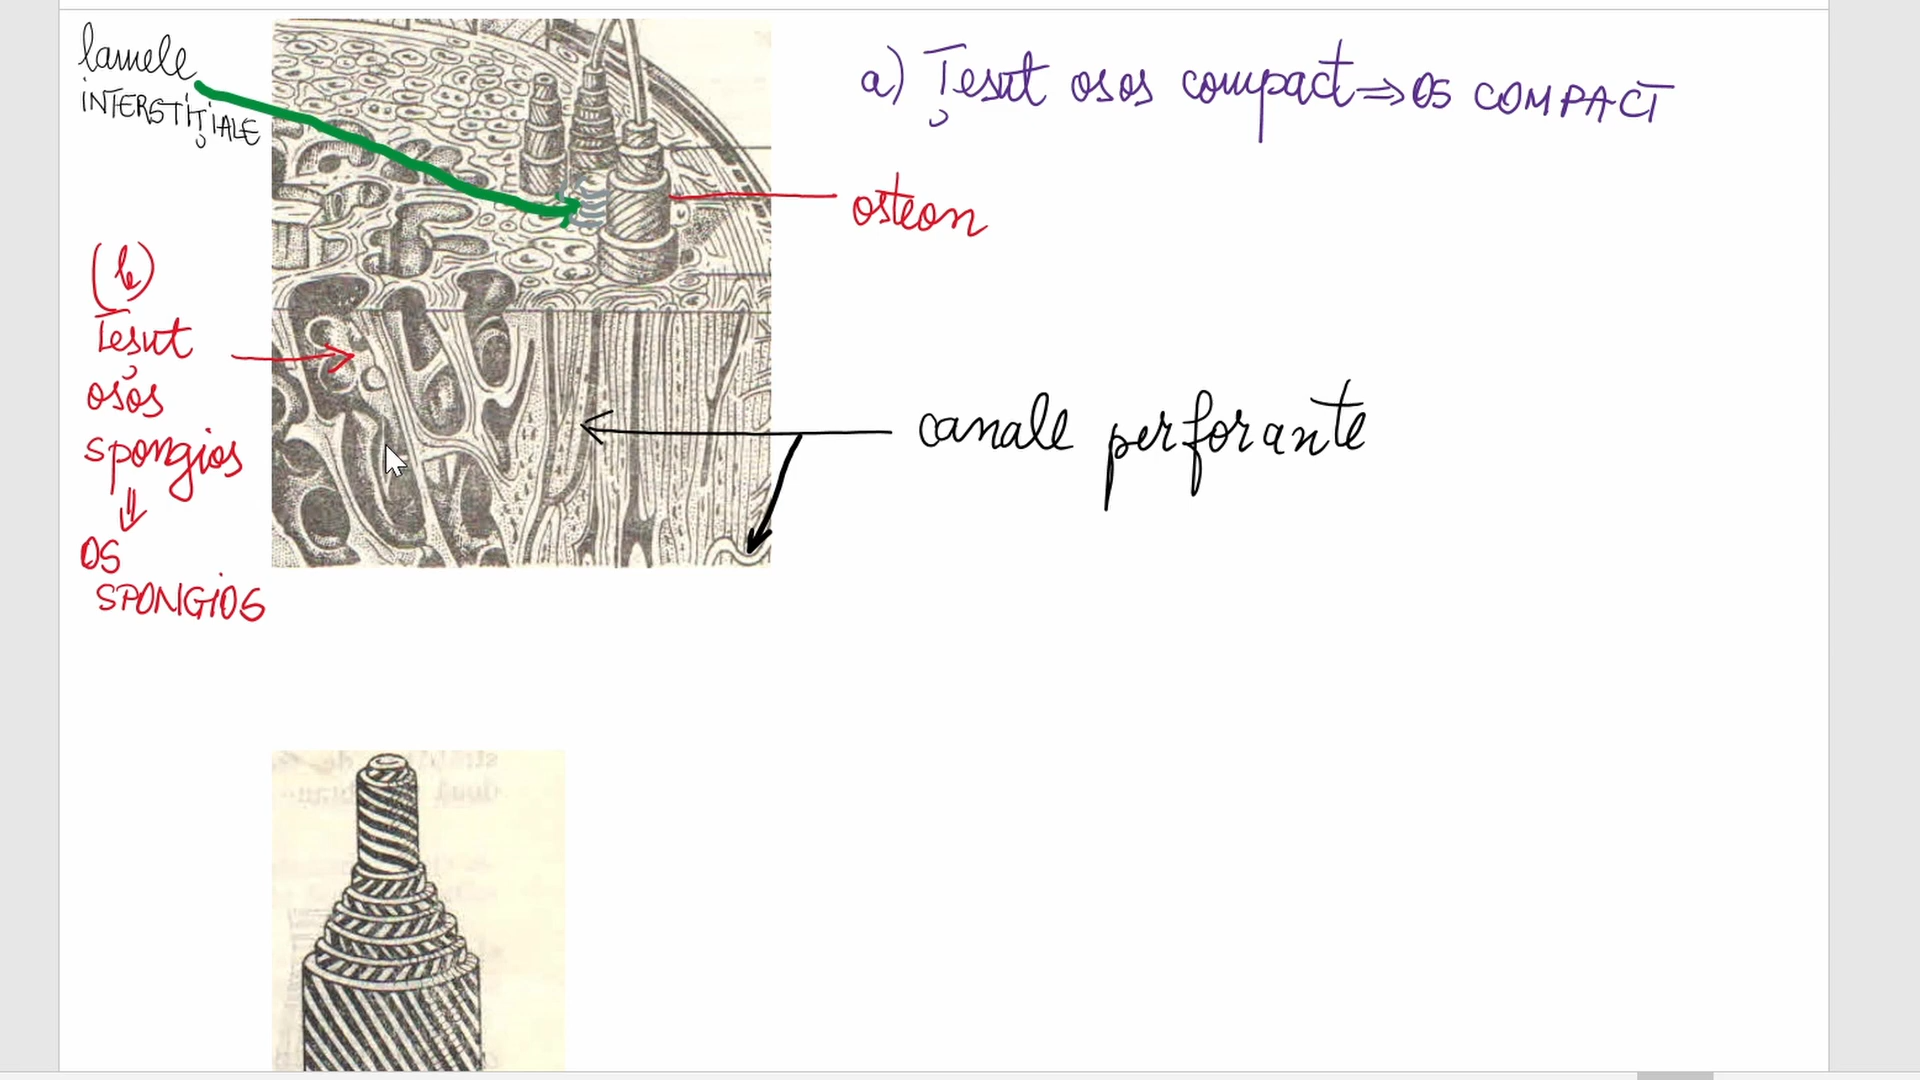 lamele
INTERSTIȚIALE
a) Țesut osos compact ⇒ OS COMPACT
osteon
(b)
Țesut
osos
spongios
⇓
OS
SPONGIOS
canale perforante